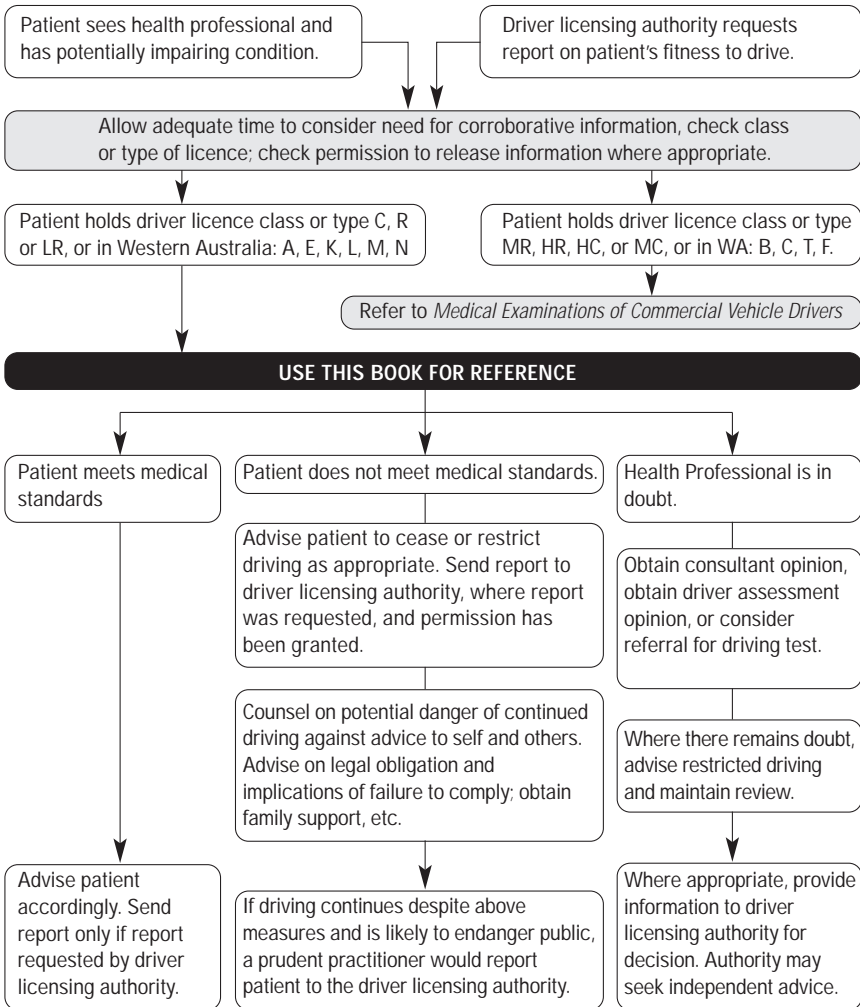 Patient sees health professional and
has potentially impairing condition.
Driver licensing authority requests
report on patient's fitness to drive.
Allow adequate time to consider need for corroborative information, check class
or type of licence; check permission to release information where appropriate.
Patient holds driver licence class or type C, R
or LR, or in Western Australia: A, E, K, L, M, N
Patient holds driver licence class or type
MR, HR, HC, or MC, or in WA: B, C, T, F.
Refer to Medical Examinations of Commercial Vehicle Drivers
USE THIS BOOK FOR REFERENCE
Patient meets medical
standards
Patient does not meet medical standards.
Health Professional is in
doubt.
Advise patient to cease or restrict
driving as appropriate. Send report to
driver licensing authority, where report
was requested, and permission has
been granted.
Obtain consultant opinion,
obtain driver assessment
opinion, or consider
referral for driving test.
Counsel on potential danger of continued
driving against advice to self and others.
Advise on legal obligation and
implications of failure to comply; obtain
family support, etc.
Where there remains doubt,
advise restricted driving
and maintain review.
Advise patient
accordingly. Send
report only if report
requested by driver
licensing authority.
If driving continues despite above
measures and is likely to endanger public,
a prudent practitioner would report
patient to the driver licensing authority.
Where appropriate, provide
information to driver
licensing authority for
decision. Authority may
seek independent advice.